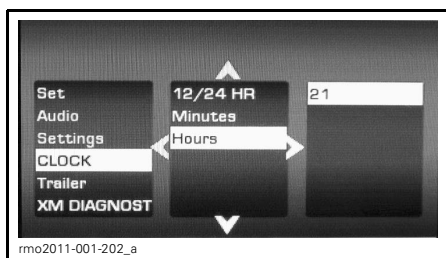 Set
Audio
Settings
CLOCK
Trailer
XM DIAGNOST
12/24 HR
Minutes
Hours
21
rmo2011-001-202_a